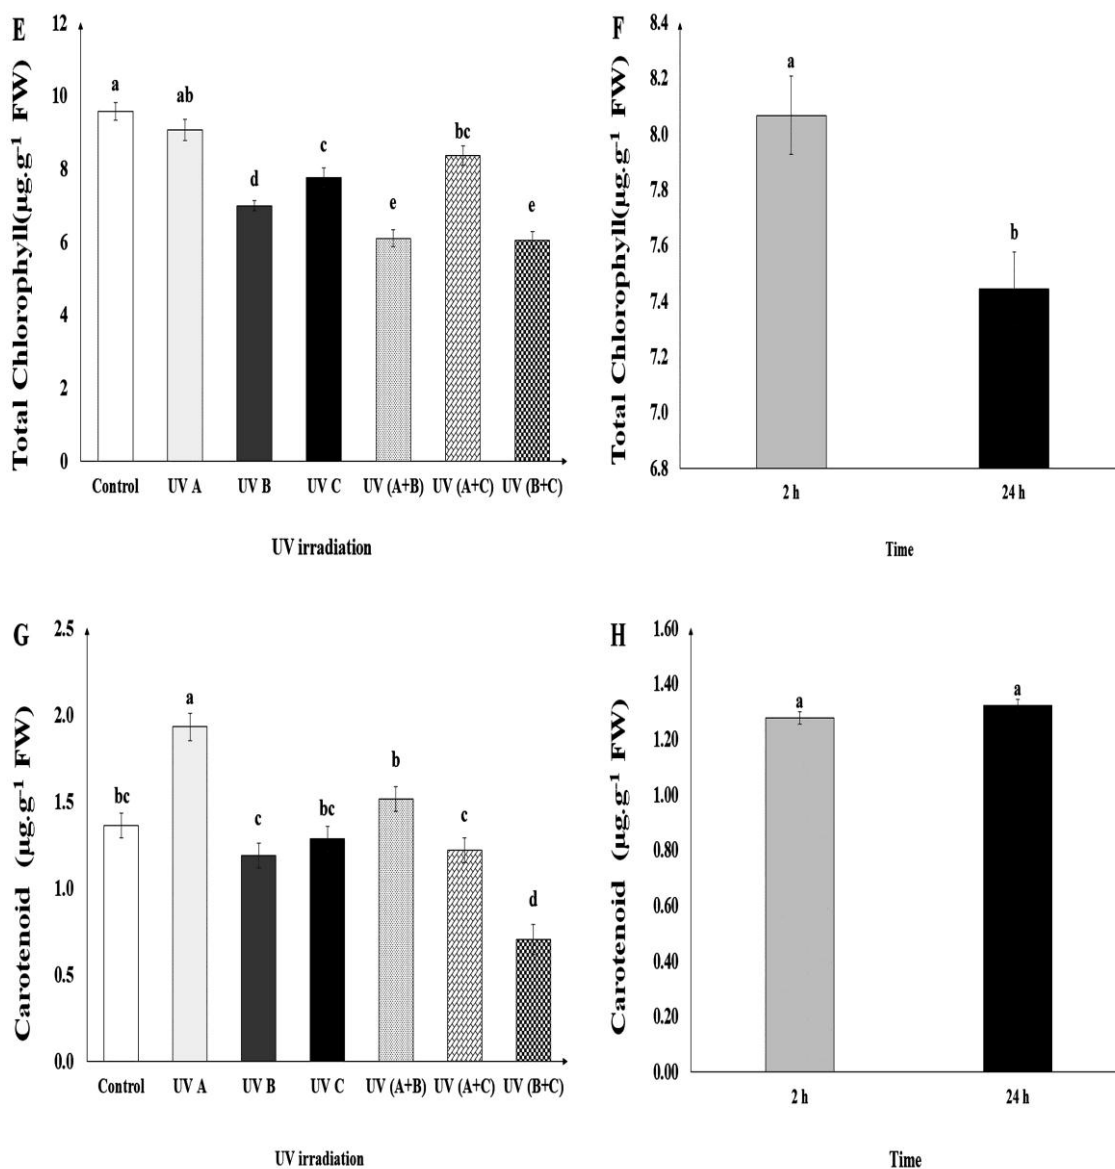 E
Total Chlorophyll(µg.g⁻¹ FW)
12
10
8
6
4
2
0
a
ab
d
c
e
bc
e
Control UV A UV B UV C UV (A+B) UV (A+C) UV (B+C)
UV irradiation
F
Total Chlorophyll(µg.g⁻¹ FW)
8.4
8.2
8.0
7.8
7.6
7.4
7.2
7.0
6.8
a
b
2 h 24 h
Time
G
Carotenoid (µg.g⁻¹ FW)
2.5
2.0
1.5
1.0
0.5
0.0
bc
a
c
bc
b
c
d
Control UV A UV B UV C UV (A+B) UV (A+C) UV (B+C)
UV irradiation
H
Carotenoid (µg.g⁻¹ FW)
1.60
1.40
1.20
1.00
0.80
0.60
0.40
0.20
0.00
a
a
2 h 24 h
Time